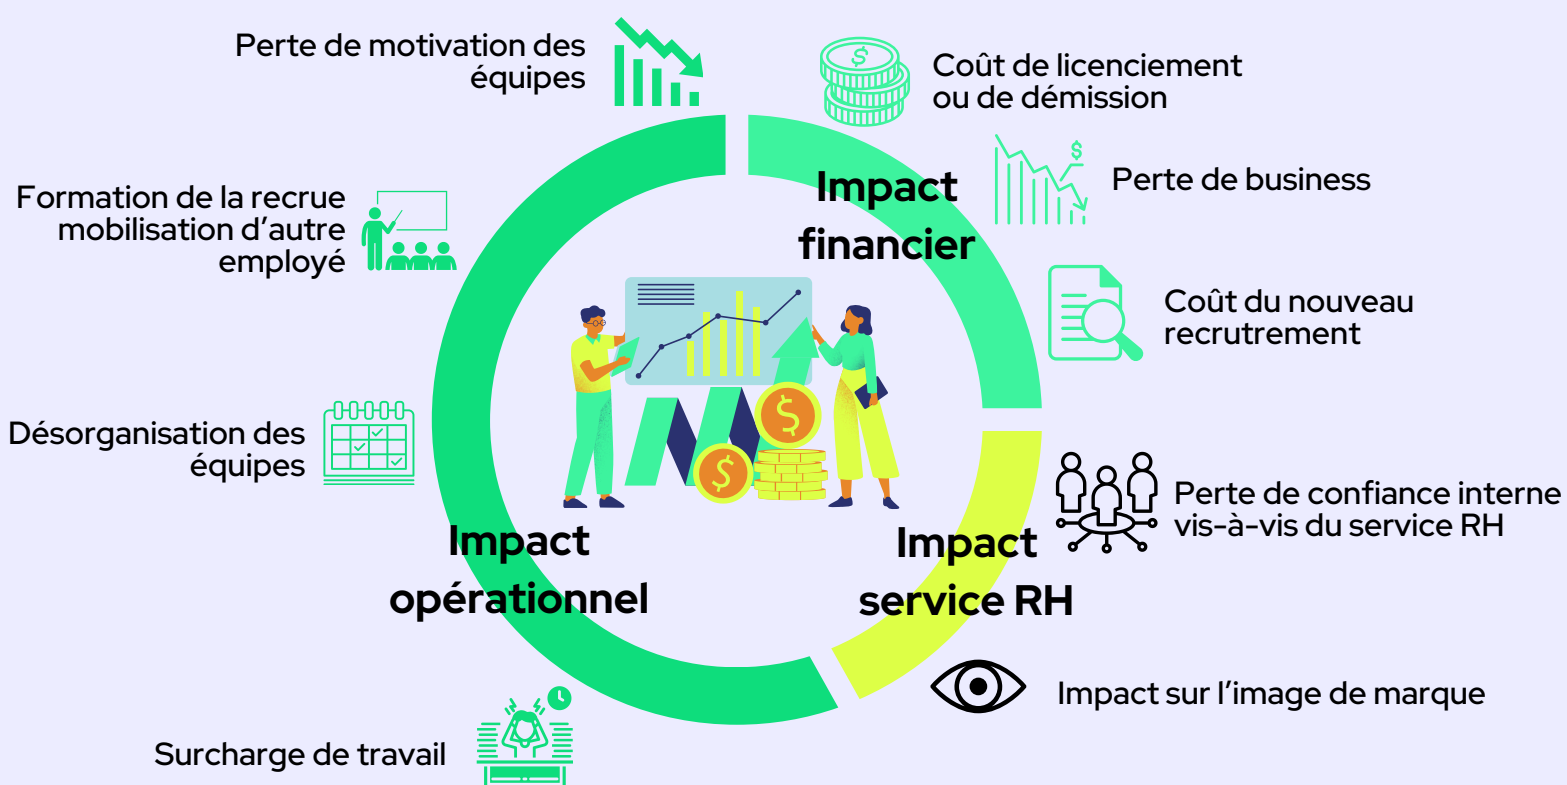 Perte de motivation des
équipes
Coût de licenciement
ou de démission
Impact
financier
Perte de business
Formation de la recrue
mobilisation d'autre
employé
Coût du nouveau
recrutrement
Désorganisation des
équipes
Perte de confiance interne
vis-à-vis du service RH
Impact
opérationnel
Impact
service RH
Impact sur l'image de marque
Surcharge de travail